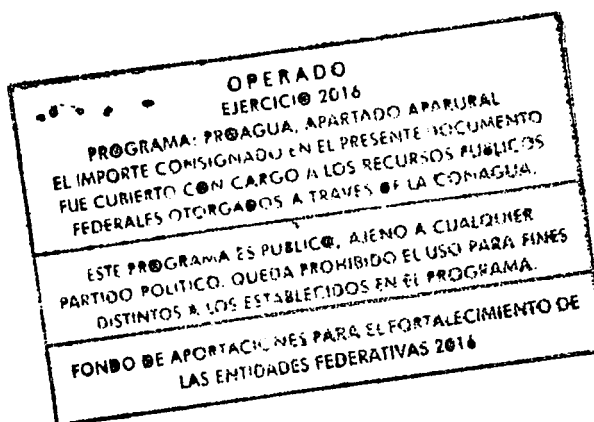 OPERADO
EJERCICIO 2016
PROGRAMA: PROAGUA, APARTADO APARURAL
EL IMPORTE CONSIGNADO EN EL PRESENTE DOCUMENTO
FUE CUBIERTO CON CARGO A LOS RECURSOS PUBLICOS
FEDERALES OTORGADOS A TRAVES DE LA CONAGUA.
ESTE PROGRAMA ES PUBLICO, AJENO A CUALQUIER
PARTIDO POLITICO. QUEDA PROHIBIDO EL USO PARA FINES
DISTINTOS A LOS ESTABLECIDOS EN EL PROGRAMA.
FONDO DE APORTACIONES PARA EL FORTALECIMIENTO DE
LAS ENTIDADES FEDERATIVAS 2016